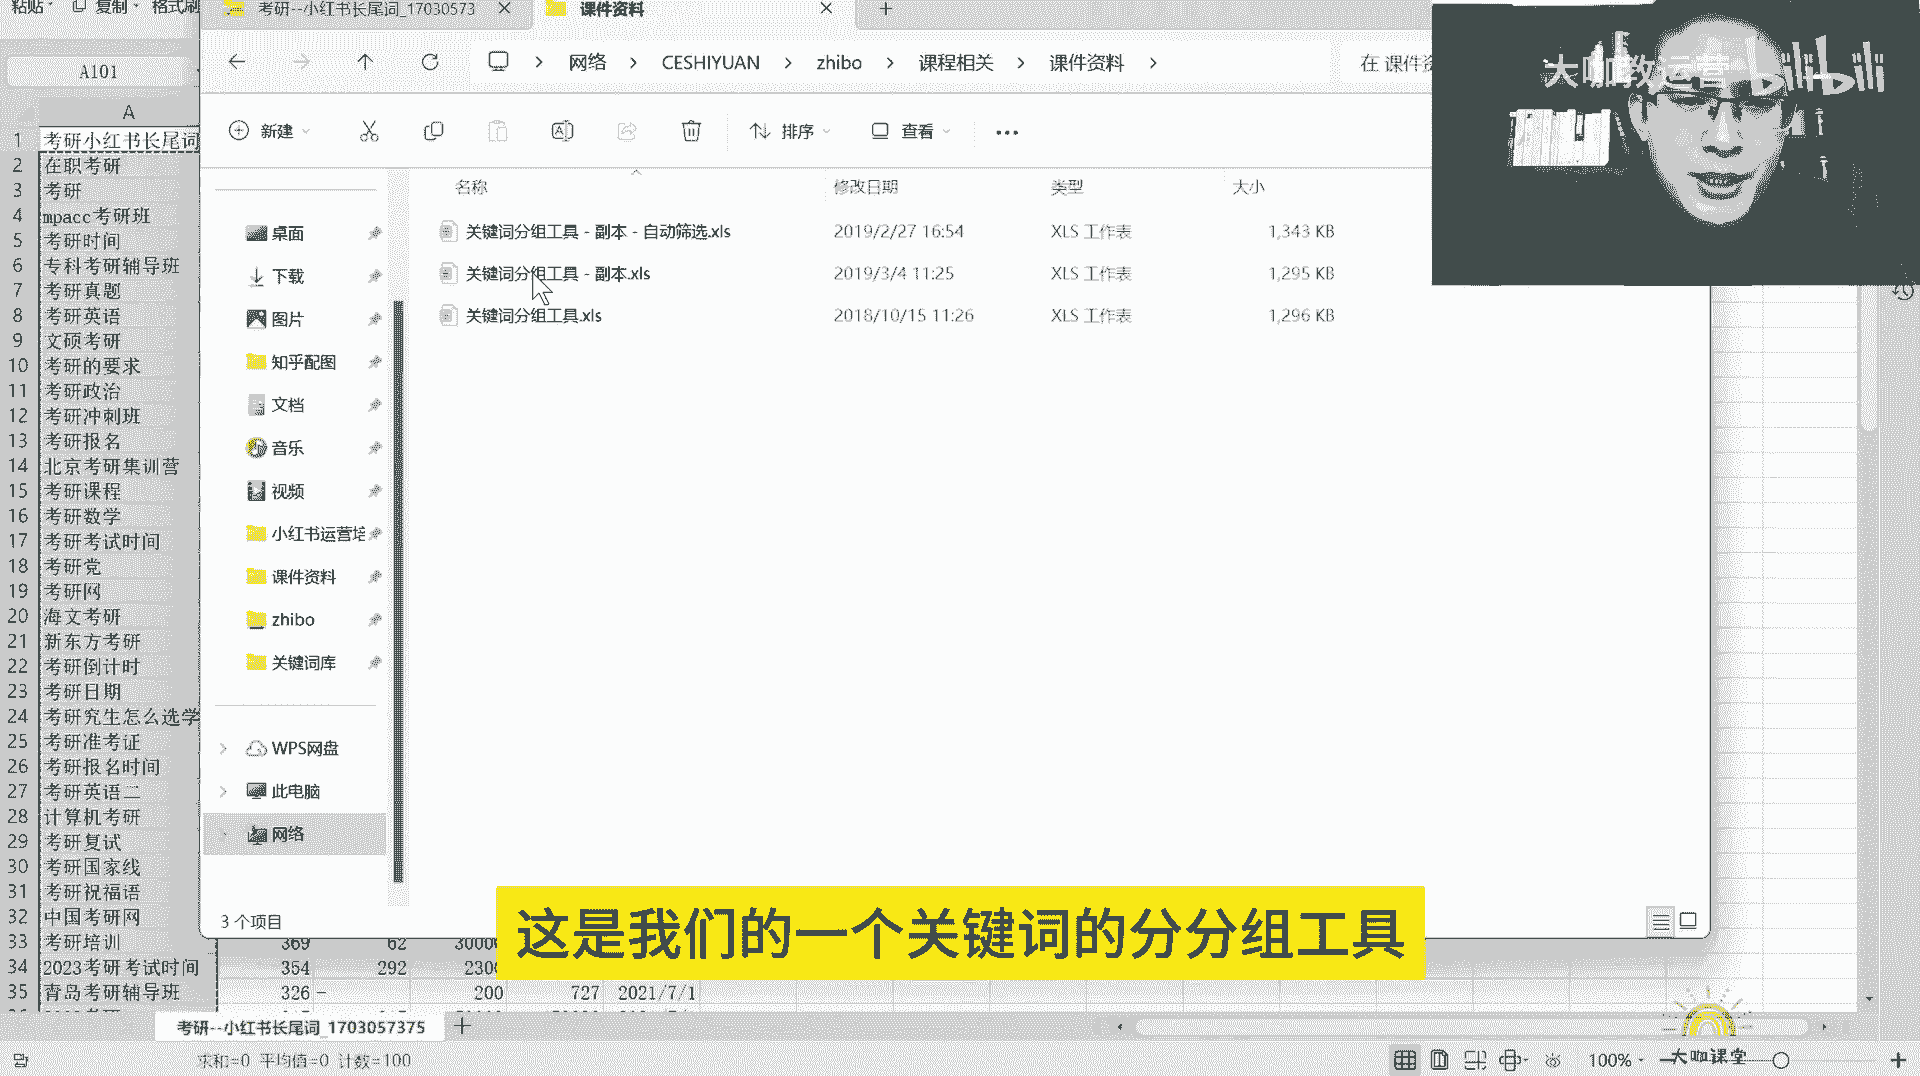 粘贴 复制 格式刷
考研--小红书长尾词_17030573
课件资料
A101
网络 CESHIYUAN zhibo 课程相关 课件资料
在 课件资
大咖教运营 bilibili
A
新建 排序 查看
名称 修改日期 类型 大小
关键词分组工具 - 副本 - 自动筛选.xls 2019/2/27 16:54 XLS 工作表 1,343 KB
关键词分组工具 - 副本.xls 2019/3/4 11:25 XLS 工作表 1,295 KB
关键词分组工具.xls 2018/10/15 11:26 XLS 工作表 1,296 KB
桌面
下载
图片
知乎配图
文档
音乐
视频
小红书运营培
课件资料
zhibo
关键词库
WPS网盘
此电脑
网络
3 个项目
1 考研小红书长尾词
2 在职考研
3 考研
4 mpacc考研班
5 考研时间
6 专科考研辅导班
7 考研真题
8 考研英语
9 文硕考研
10 考研的要求
11 考研政治
12 考研冲刺班
13 考研报名
14 北京考研集训营
15 考研课程
16 考研数学
17 考研考试时间
18 考研党
19 考研网
20 海文考研
21 新东方考研
22 考研倒计时
23 考研日期
24 考研究生怎么选学
25 考研准考证
26 考研报名时间
27 考研英语二
28 计算机考研
29 考研复试
30 考研国家线
31 考研祝福语
32 中国考研网
33 考研培训 369 62 30000
34 2023考研考试时间 354 292 2300
35 青岛考研辅导班 326 - 200 727 2021/7/1
这是我们的一个关键词的分分组工具
考研--小红书长尾词_1703057375
求和=0 平均值=0 计数=100
100%
大咖课堂